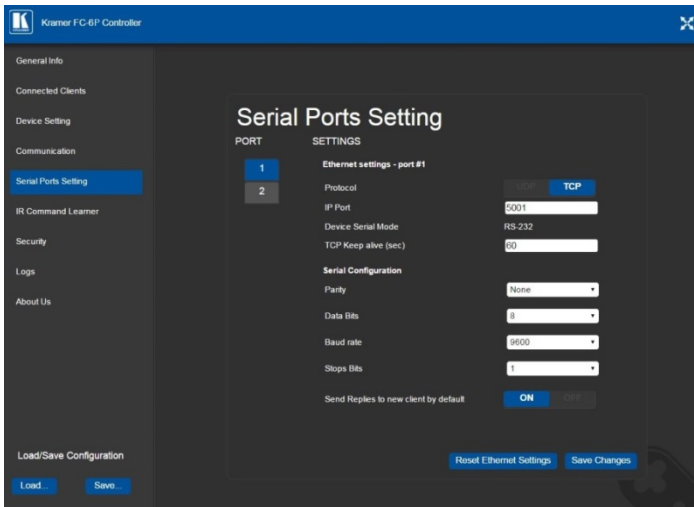 K
Kramer FC-6P Controller
General Info
Connected Clients
Device Setting
Communication
Serial Ports Setting
IR Command Learner
Security
Logs
About Us
Load/Save Configuration
Load... Save...
Serial Ports Setting
PORT SETTINGS
1
2
Ethernet settings - port #1
Protocol UDP TCP
IP Port 5001
Device Serial Mode RS-232
TCP Keep alive (sec) 60
Serial Configuration
Parity None
Data Bits 8
Baud rate 9600
Stops Bits 1
Send Replies to new client by default ON OFF
Reset Ethernet Settings Save Changes